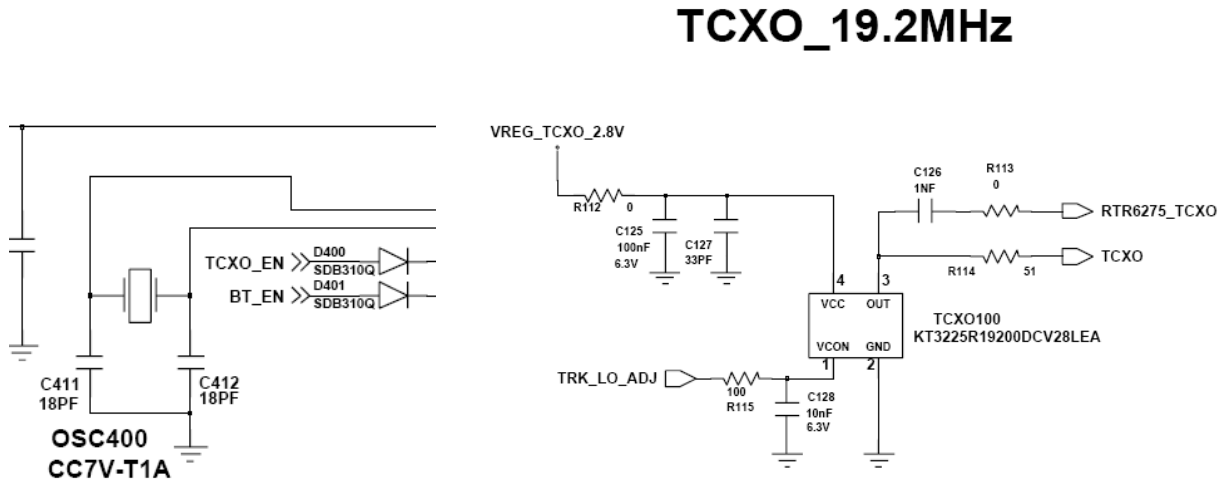 TCXO_19.2MHz
TCXO_EN
D400
SDB310Q
BT_EN
D401
SDB310Q
C411
18PF
C412
18PF
OSC400
CC7V-T1A
VREG_TCXO_2.8V
R112 0
C125
100nF
6.3V
C127
33PF
C126
1NF
R113
0
RTR6275_TCXO
R114 51
TCXO
4 3
VCC OUT
VCON GND
1 2
TCXO100
KT3225R19200DCV28LEA
TRK_LO_ADJ
100
R115
C128
10nF
6.3V